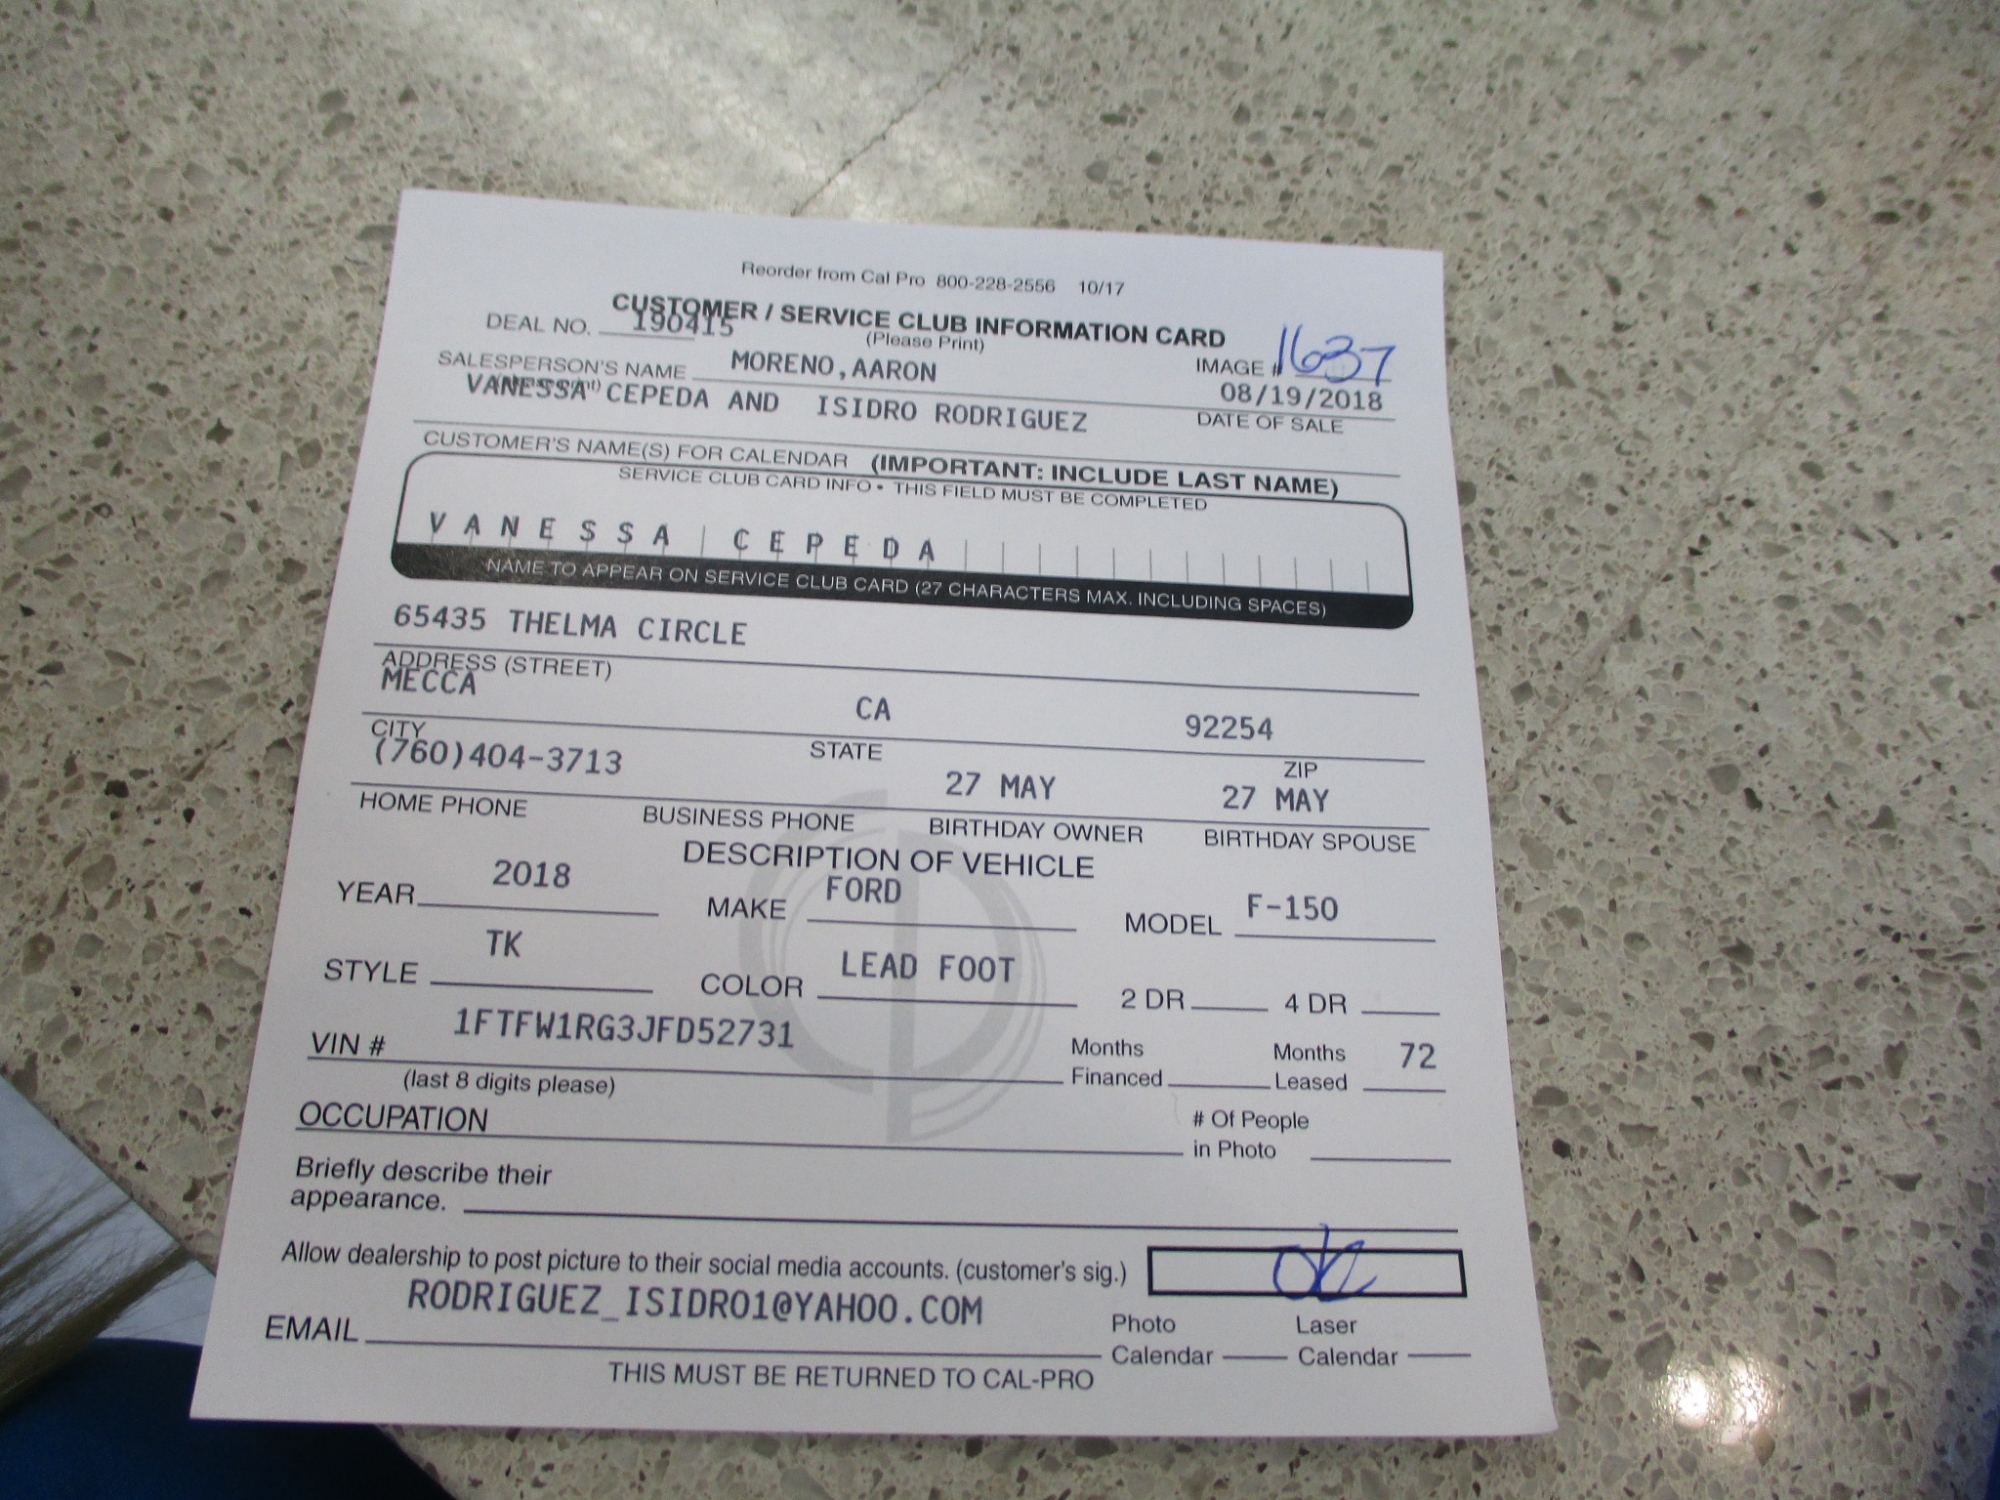 Reorder from Cal Pro 800-228-2556 10/17
CUSTOMER / SERVICE CLUB INFORMATION CARD
DEAL NO. 190415 (Please Print)
IMAGE # 1637
SALESPERSON'S NAME MORENO,AARON
VANESSA CEPEDA AND ISIDRO RODRIGUEZ 08/19/2018
DATE OF SALE
CUSTOMER'S NAME(S) FOR CALENDAR (IMPORTANT: INCLUDE LAST NAME)
SERVICE CLUB CARD INFO • THIS FIELD MUST BE COMPLETED
VANESSA CEPEDA
NAME TO APPEAR ON SERVICE CLUB CARD (27 CHARACTERS MAX. INCLUDING SPACES)
65435 THELMA CIRCLE
ADDRESS (STREET)
MECCA CA 92254
CITY STATE ZIP
(760)404-3713 27 MAY 27 MAY
HOME PHONE BUSINESS PHONE BIRTHDAY OWNER BIRTHDAY SPOUSE
DESCRIPTION OF VEHICLE
YEAR 2018 MAKE FORD MODEL F-150
STYLE TK COLOR LEAD FOOT 2 DR 4 DR
VIN # 1FTFW1RG3JFD52731 Months Financed Months Leased 72
(last 8 digits please)
OCCUPATION # Of People in Photo
Briefly describe their
appearance.
Allow dealership to post picture to their social media accounts. (customer's sig.)
EMAIL RODRIGUEZ_ISIDRO1@YAHOO.COM Photo Calendar Laser Calendar
THIS MUST BE RETURNED TO CAL-PRO